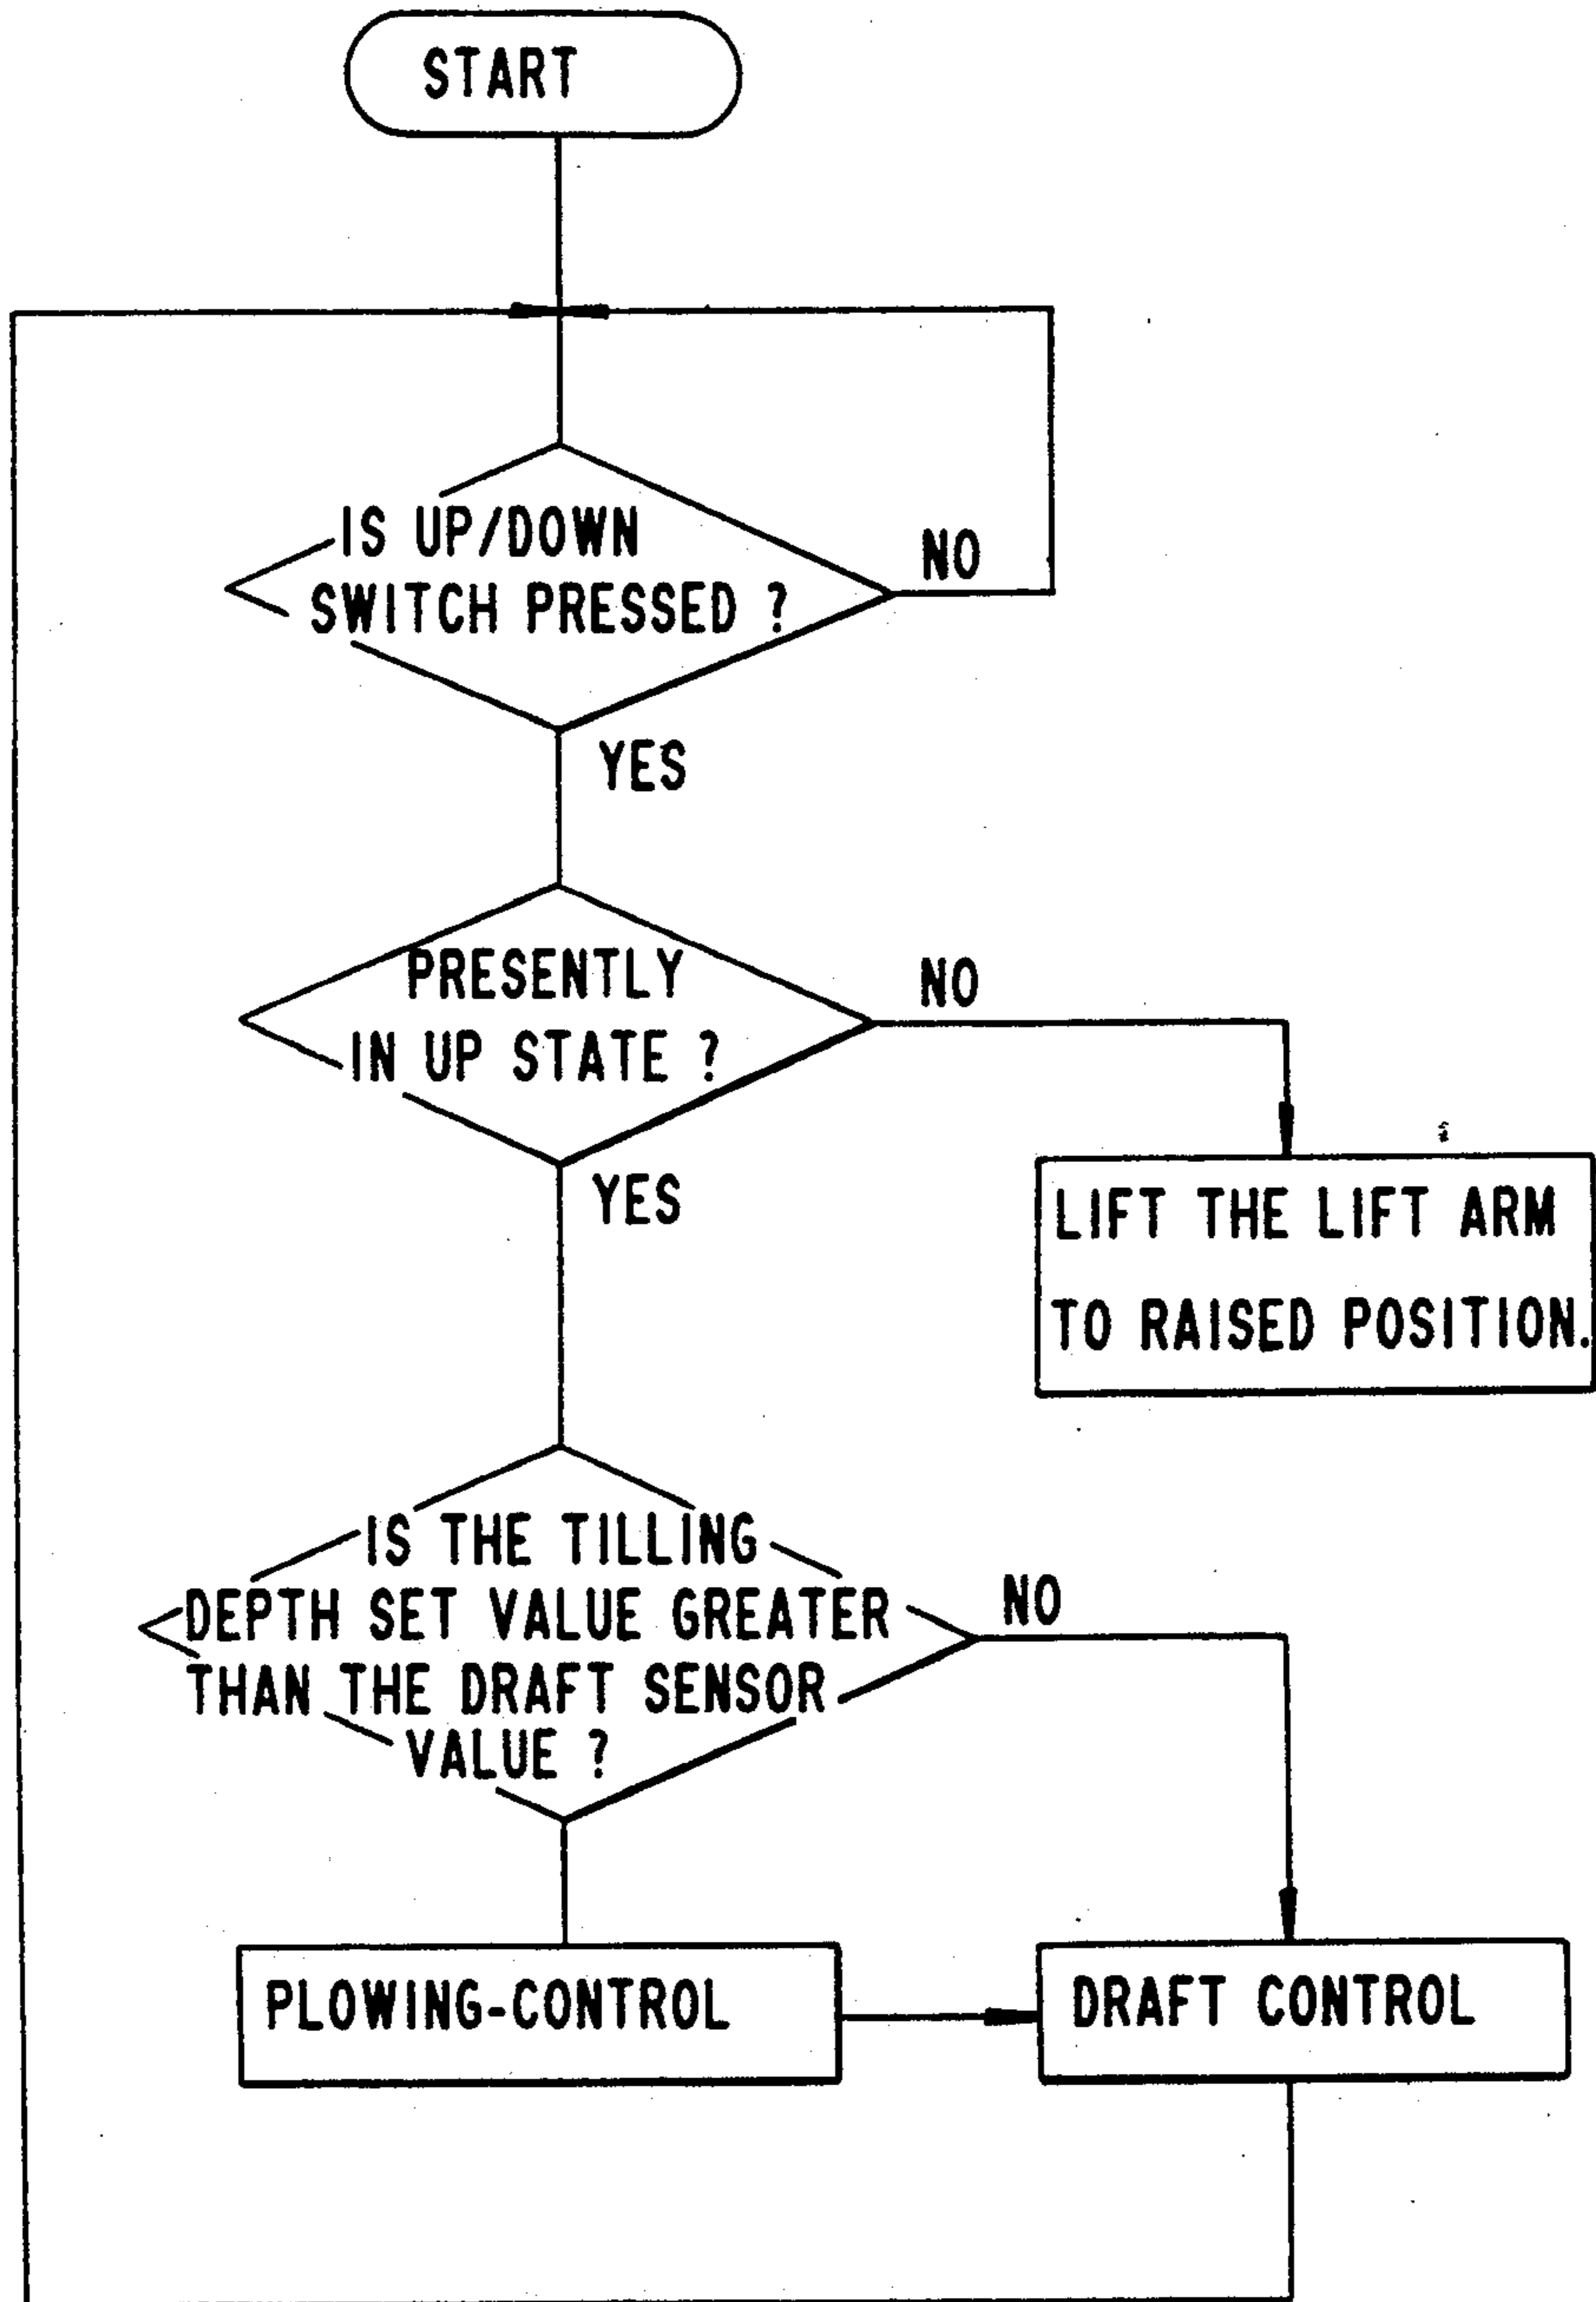 START
IS UP/DOWN
SWITCH PRESSED ?
NO
YES
PRESENTLY
IN UP STATE ?
NO
YES
LIFT THE LIFT ARM
TO RAISED POSITION.
IS THE TILLING
DEPTH SET VALUE GREATER
THAN THE DRAFT SENSOR
VALUE ?
NO
PLOWING-CONTROL
DRAFT CONTROL